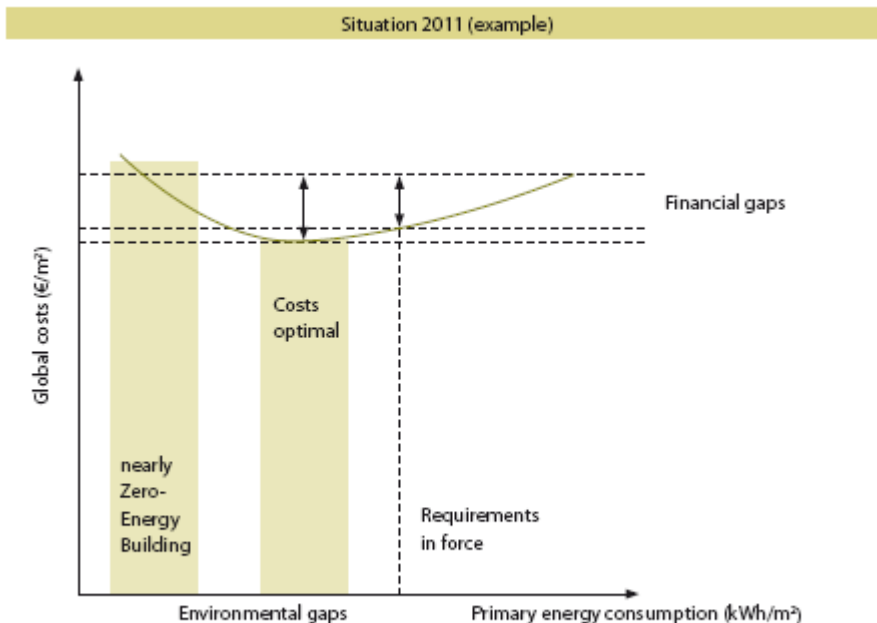 Situation 2011 (example)
Global costs (€/m²)
Financial gaps
Costs
optimal
nearly
Zero-
Energy
Building
Requirements
in force
Environmental gaps
Primary energy consumption (kWh/m²)